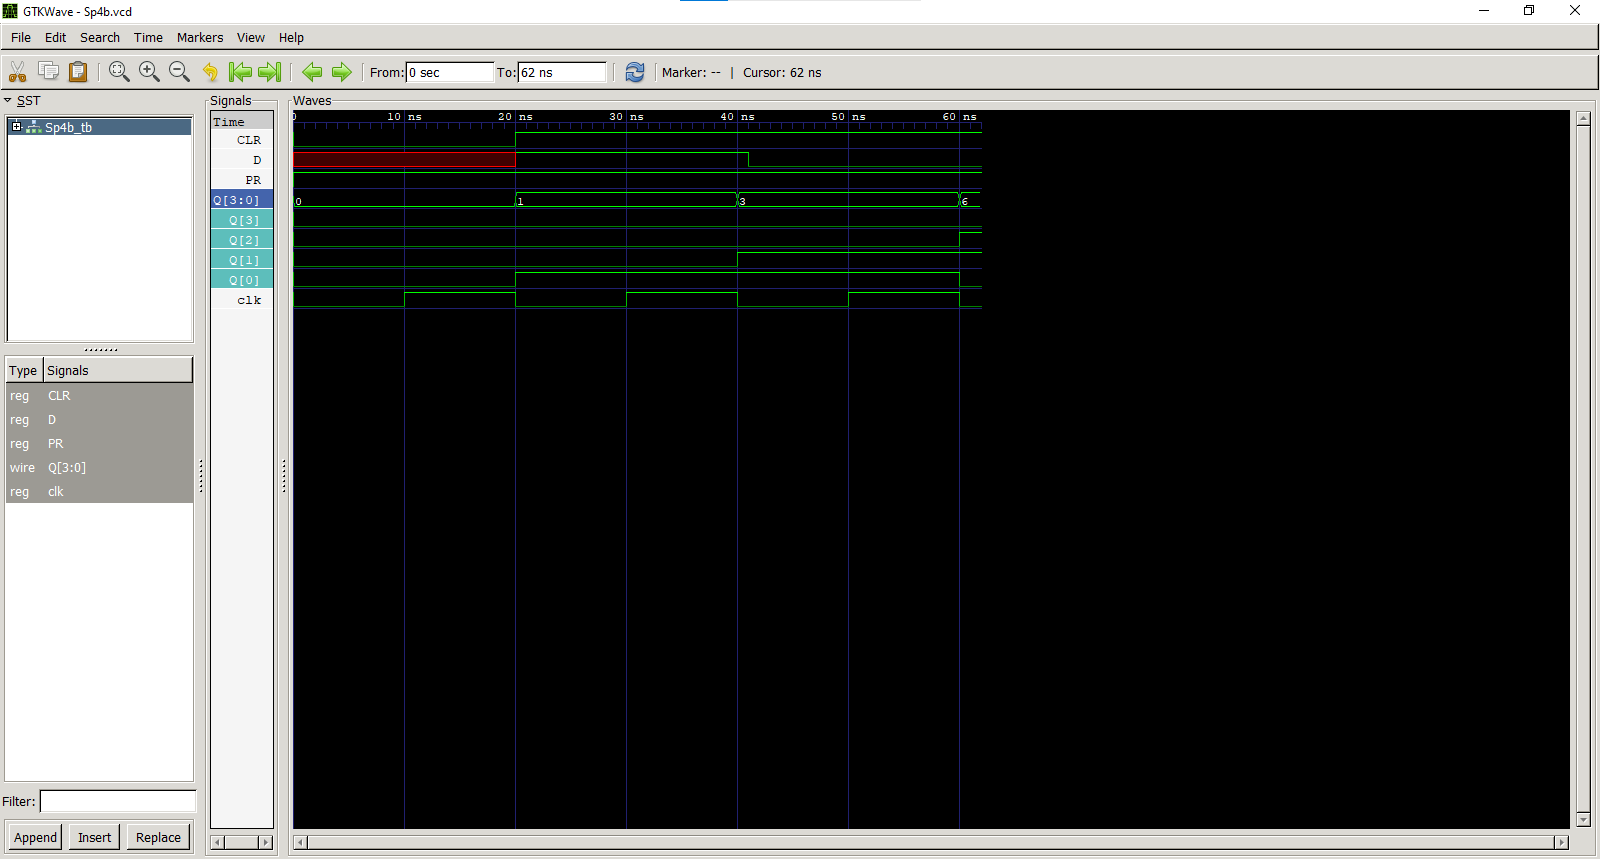 GTKWave - Sp4b.vcd
File Edit Search Time Markers View Help
From: 0 sec To: 62 ns Marker: -- | Cursor: 62 ns
SST
Sp4b_tb
Type Signals
reg CLR
reg D
reg PR
wire Q[3:0]
reg clk
Filter:
Append Insert Replace
Signals
Time
CLR
D
PR
Q[3:0]
Q[3]
Q[2]
Q[1]
Q[0]
clk
Waves
0 10 ns 20 ns 30 ns 40 ns 50 ns 60 ns
0 1 3 6